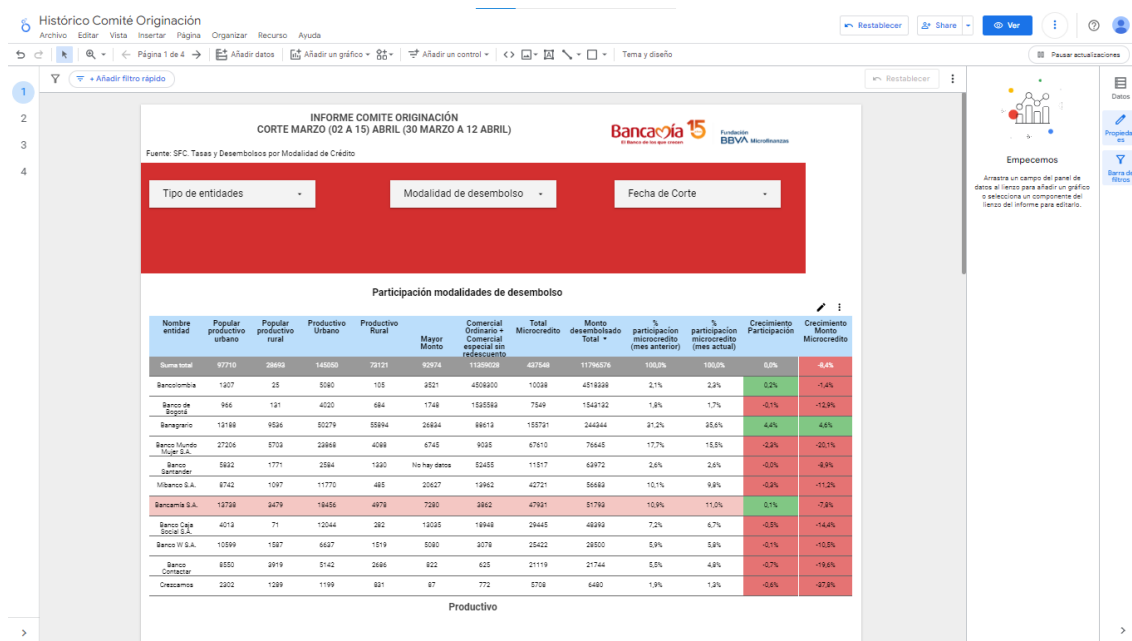 Histórico Comité Originación
Archivo Editar Vista Insertar Página Organizar Recurso Ayuda
Restablecer Share Ver
Página 1 de 4 Añadir datos Añadir un gráfico Añadir un control Tema y diseño Pausar actualizaciones
+ Añadir filtro rápido Restablecer
1
2
3
4
INFORME COMITE ORIGINACIÓN
CORTE MARZO (02 A 15) ABRIL (30 MARZO A 12 ABRIL)
Bancamía 15
El Banco de los que creten
Fundación
BBVA Microfinanzas
Fuente: SFC. Tasas y Desembolsos por Modalidad de Crédito
Tipo de entidades Modalidad de desembolso Fecha de Corte
Participación modalidades de desembolso
Nombre entidad Popular productivo urbano Popular productivo rural Productivo Urbano Productivo Rural Mayor Monto Comercial Ordinario + Comercial especial sin redescuento Total Microcredito Monto desembolsado Total % participacion microcredito (mes anterior) % participacíon microcredito (mes actual) Crecimiento Participación Crecimiento Monto Microcredito
Suma total 97710 28693 145050 73121 92974 11359028 437548 11796576 100,0% 100,0% 0,0% -8,4%
Bancolombia 1307 25 5080 105 3521 4508300 10038 4518338 2,1% 2,3% 0,2% -1,4%
Banco de Bogotá 966 131 4020 684 1748 1535583 7549 1543132 1,8% 1,7% -0,1% -12,9%
Banagrario 13188 9536 50279 55894 26834 88613 155731 244344 31,2% 35,6% 4,4% 4,6%
Banco Mundo Mujer S.A. 27206 5703 23868 4088 6745 9035 67610 76645 17,7% 15,5% -2,3% -20,1%
Banco Santander 5832 1771 2584 1330 No hay datos 52455 11517 63972 2,6% 2,6% -0,0% -8,9%
Mibanco S.A. 8742 1097 11770 485 20627 13962 42721 56683 10,1% 9,8% -0,3% -11,2%
Bancamía S.A. 13738 3479 18456 4978 7280 3862 47931 51793 10,9% 11,0% 0,1% -7,8%
Banco Caja Social S.A. 4013 71 12044 282 13035 18948 29445 48393 7,2% 6,7% -0,5% -14,4%
Banco W S.A. 10599 1587 6637 1519 5080 3078 25422 28500 5,9% 5,8% -0,1% -10,5%
Banco Contactar 8550 3919 5142 2686 822 625 21119 21744 5,5% 4,8% -0,7% -19,6%
Crezcamos 2302 1289 1199 831 87 772 5708 6480 1,9% 1,3% -0,6% -37,8%
Productivo
Empecemos
Arrastra un campo del panel de
datos al lienzo para añadir un gráfico
o selecciona un componente del
lienzo del informe para editarlo.
Datos
Propieda
es
Barra de
filtros